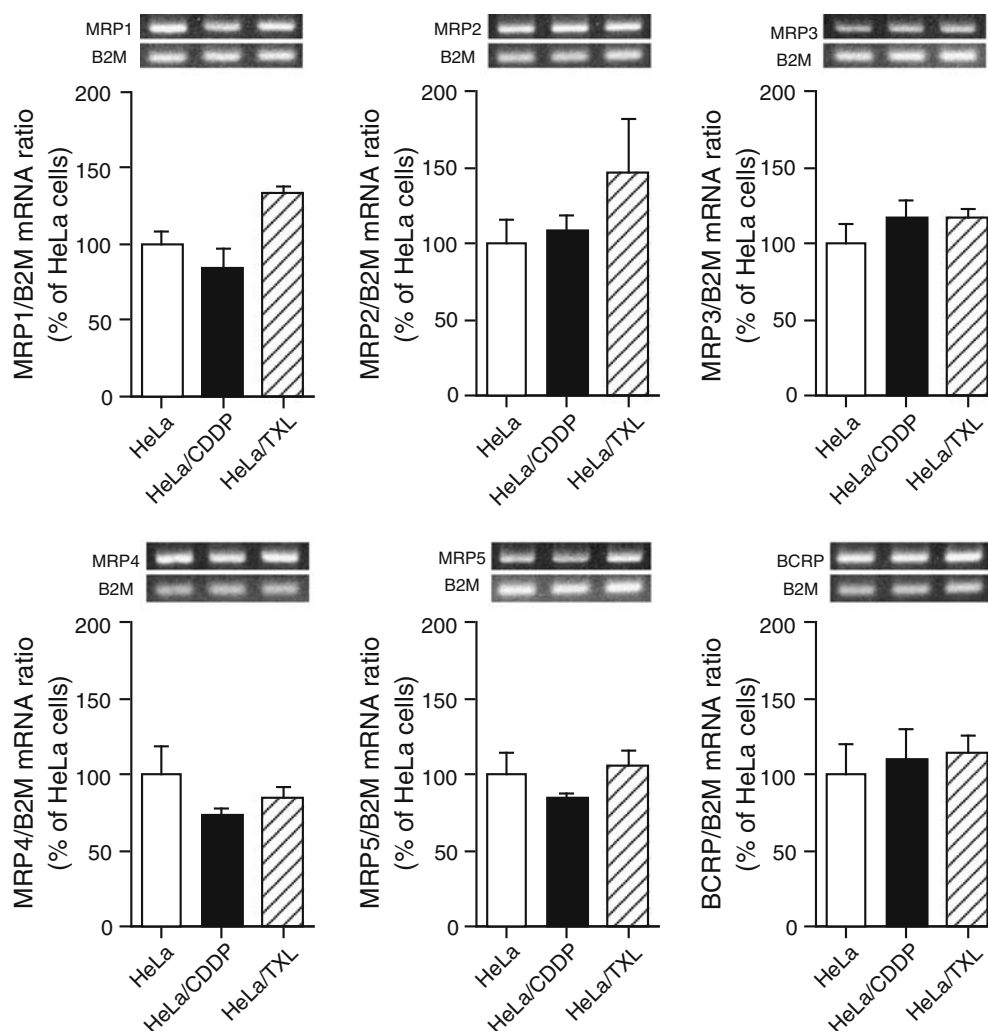 MRP1
B2M
MRP1/B2M mRNA ratio
(% of HeLa cells)
200
150
100
50
0
HeLa
HeLa/CDDP
HeLa/TXL
MRP2
B2M
MRP2/B2M mRNA ratio
(% of HeLa cells)
200
150
100
50
0
HeLa
HeLa/CDDP
HeLa/TXL
MRP3
B2M
MRP3/B2M mRNA ratio
(% of HeLa cells)
200
150
100
50
0
HeLa
HeLa/CDDP
HeLa/TXL
MRP4
B2M
MRP4/B2M mRNA ratio
(% of HeLa cells)
200
150
100
50
0
HeLa
HeLa/CDDP
HeLa/TXL
MRP5
B2M
MRP5/B2M mRNA ratio
(% of HeLa cells)
200
150
100
50
0
HeLa
HeLa/CDDP
HeLa/TXL
BCRP
B2M
BCRP/B2M mRNA ratio
(% of HeLa cells)
200
150
100
50
0
HeLa
HeLa/CDDP
HeLa/TXL